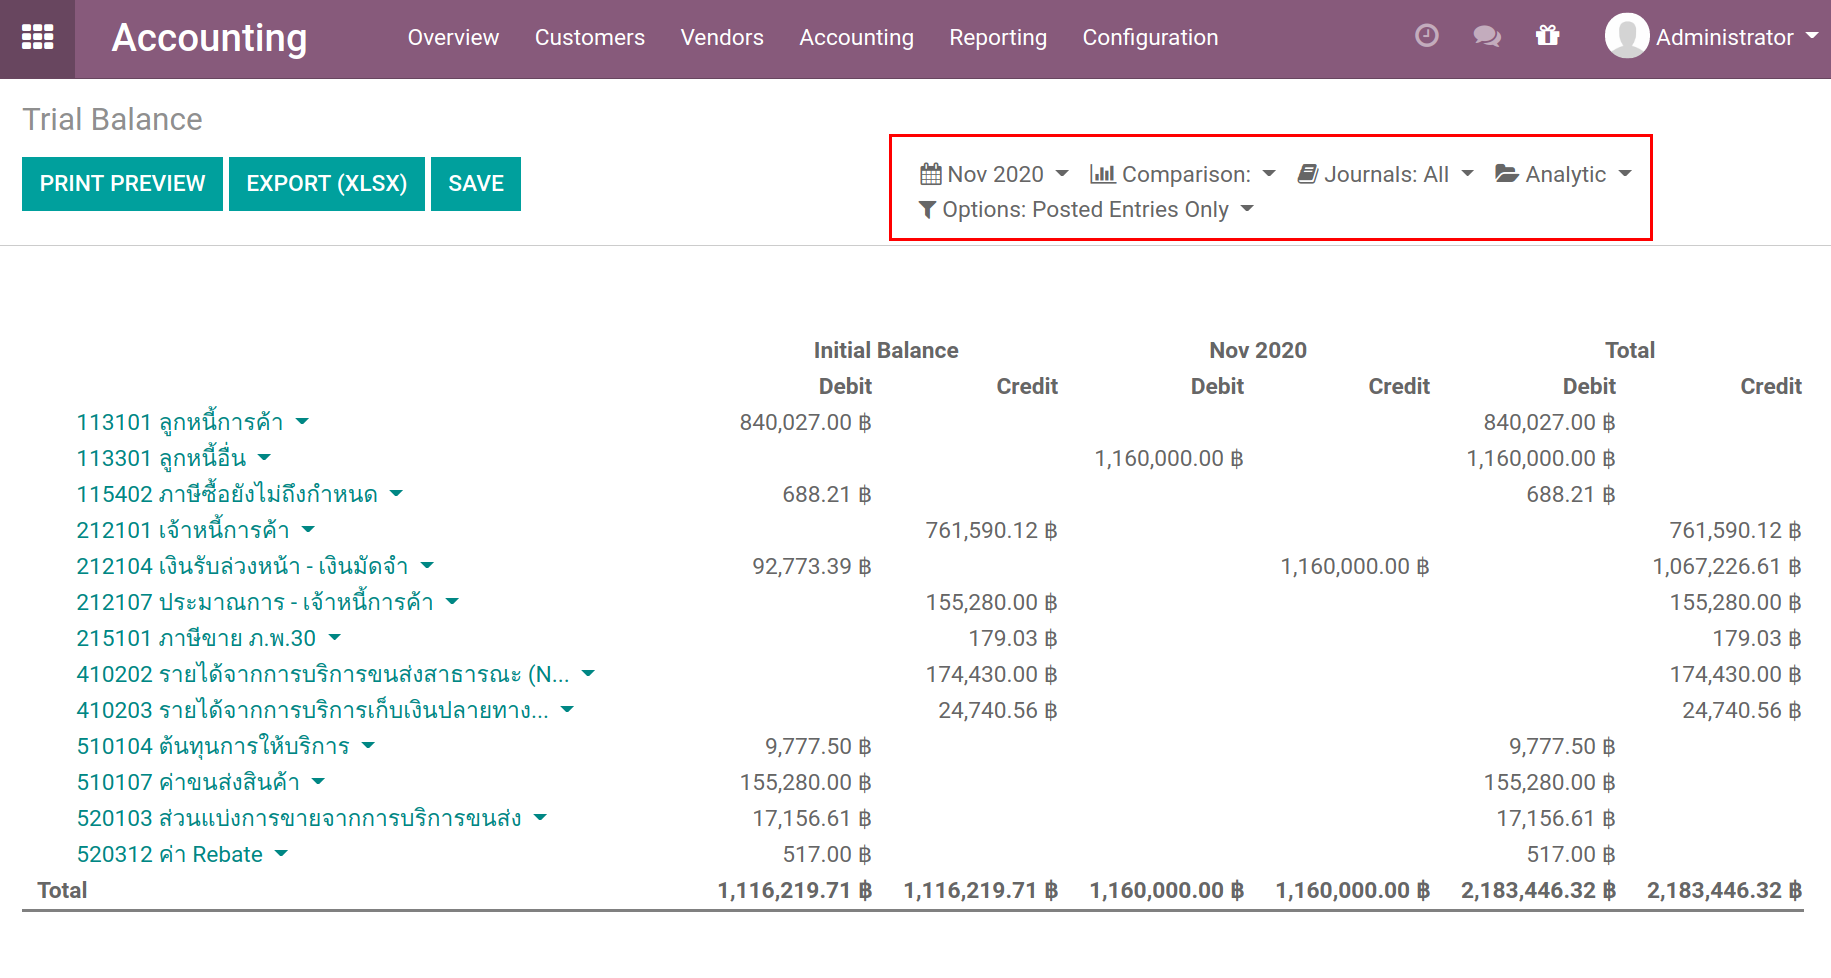 Accounting Overview Customers Vendors Accounting Reporting Configuration Administrator
Trial Balance
PRINT PREVIEW EXPORT (XLSX) SAVE
Nov 2020 Comparison: Journals: All Analytic
Options: Posted Entries Only
Initial Balance Nov 2020 Total
Debit Credit Debit Credit Debit Credit
113101 ลูกหนี้การค้า 840,027.00 ฿ 840,027.00 ฿
113301 ลูกหนี้อื่น 1,160,000.00 ฿ 1,160,000.00 ฿
115402 ภาษีซื้อยังไม่ถึงกำหนด 688.21 ฿ 688.21 ฿
212101 เจ้าหนี้การค้า 761,590.12 ฿ 761,590.12 ฿
212104 เงินรับล่วงหน้า - เงินมัดจำ 92,773.39 ฿ 1,160,000.00 ฿ 1,067,226.61 ฿
212107 ประมาณการ - เจ้าหนี้การค้า 155,280.00 ฿ 155,280.00 ฿
215101 ภาษีขาย ภ.พ.30 179.03 ฿ 179.03 ฿
410202 รายได้จากการบริการขนส่งสาธารณะ (N... 174,430.00 ฿ 174,430.00 ฿
410203 รายได้จากการบริการเก็บเงินปลายทาง... 24,740.56 ฿ 24,740.56 ฿
510104 ต้นทุนการให้บริการ 9,777.50 ฿ 9,777.50 ฿
510107 ค่าขนส่งสินค้า 155,280.00 ฿ 155,280.00 ฿
520103 ส่วนแบ่งการขายจากการบริการขนส่ง 17,156.61 ฿ 17,156.61 ฿
520312 ค่า Rebate 517.00 ฿ 517.00 ฿
Total 1,116,219.71 ฿ 1,116,219.71 ฿ 1,160,000.00 ฿ 1,160,000.00 ฿ 2,183,446.32 ฿ 2,183,446.32 ฿